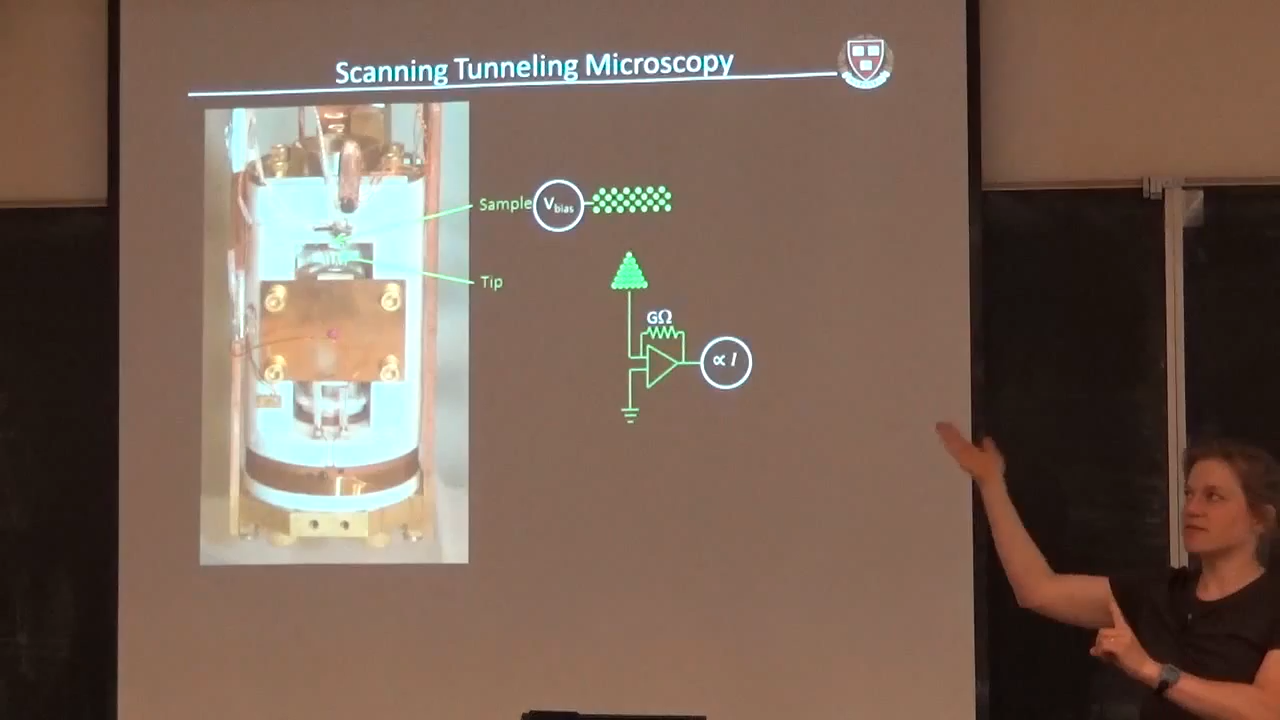 Scanning Tunneling Microscopy
Sample
Vbias
Tip
GΩ
∝ I